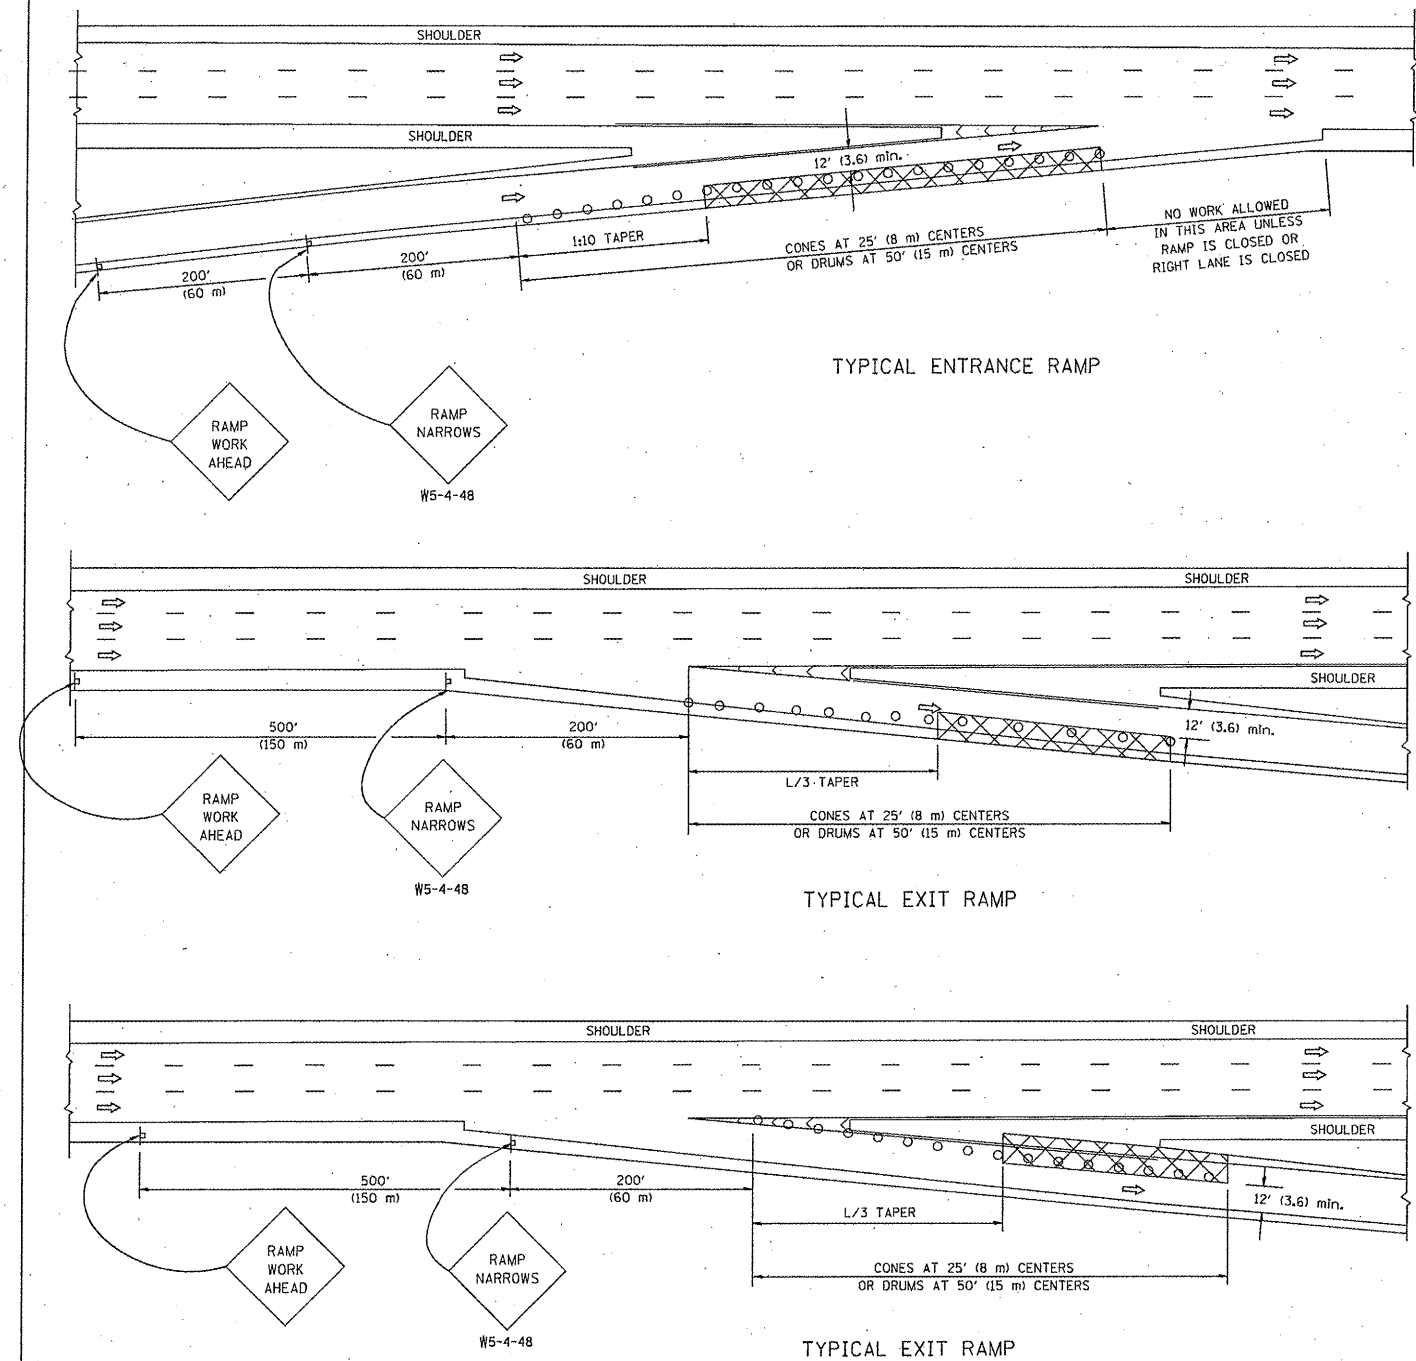 SHOULDER
SHOULDER
12' (3.6) min.
1:10 TAPER
200'
(60 m)
200'
(60 m)
CONES AT 25' (8 m) CENTERS
OR DRUMS AT 50' (15 m) CENTERS
NO WORK ALLOWED
IN THIS AREA UNLESS
RAMP IS CLOSED OR
RIGHT LANE IS CLOSED
TYPICAL ENTRANCE RAMP
RAMP
WORK
AHEAD
RAMP
NARROWS
W5-4-48
SHOULDER
SHOULDER
SHOULDER
500'
(150 m)
200'
(60 m)
12' (3.6) min.
L/3 TAPER
CONES AT 25' (8 m) CENTERS
OR DRUMS AT 50' (15 m) CENTERS
RAMP
WORK
AHEAD
RAMP
NARROWS
W5-4-48
TYPICAL EXIT RAMP
SHOULDER
SHOULDER
SHOULDER
500'
(150 m)
200'
(60 m)
12' (3.6) min.
L/3 TAPER
CONES AT 25' (8 m) CENTERS
OR DRUMS AT 50' (15 m) CENTERS
RAMP
WORK
AHEAD
RAMP
NARROWS
W5-4-48
TYPICAL EXIT RAMP